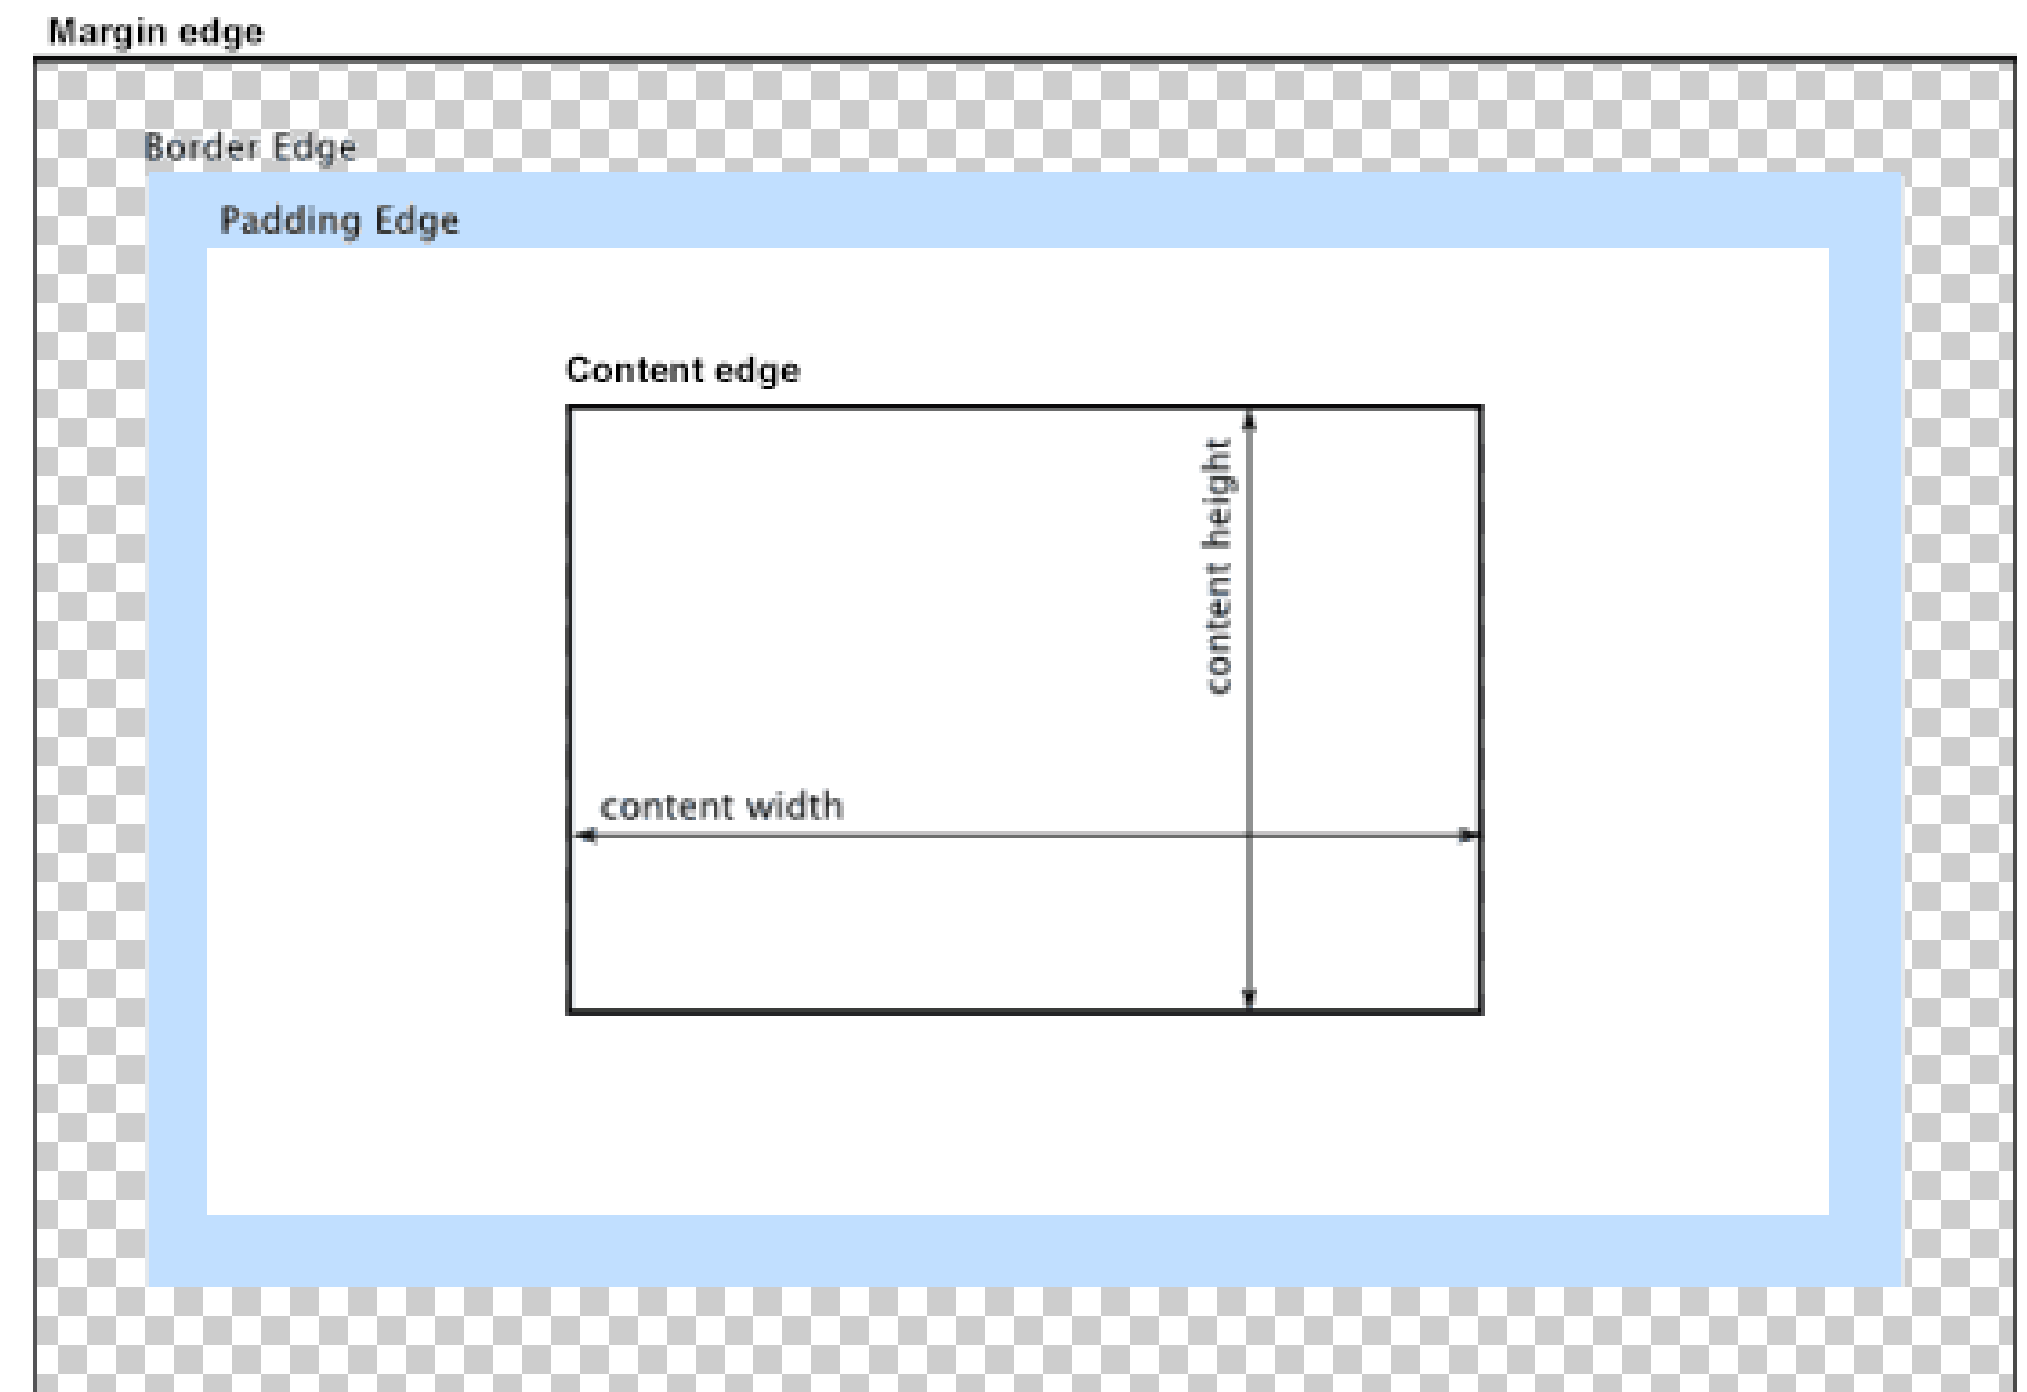 Margin edge
Border Edge
Padding Edge
Content edge
content height
content width